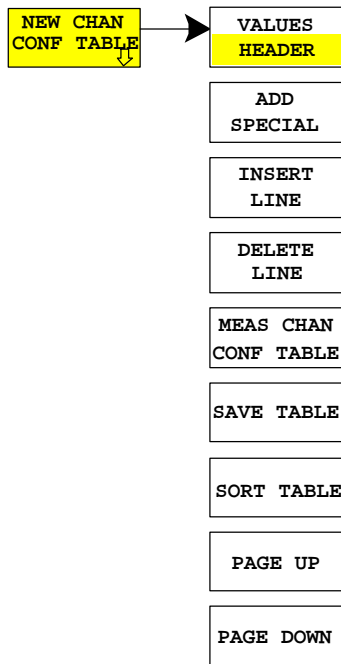 NEW CHAN
CONF TABLE
VALUES
HEADER
ADD
SPECIAL
INSERT
LINE
DELETE
LINE
MEAS CHAN
CONF TABLE
SAVE TABLE
SORT TABLE
PAGE UP
PAGE DOWN